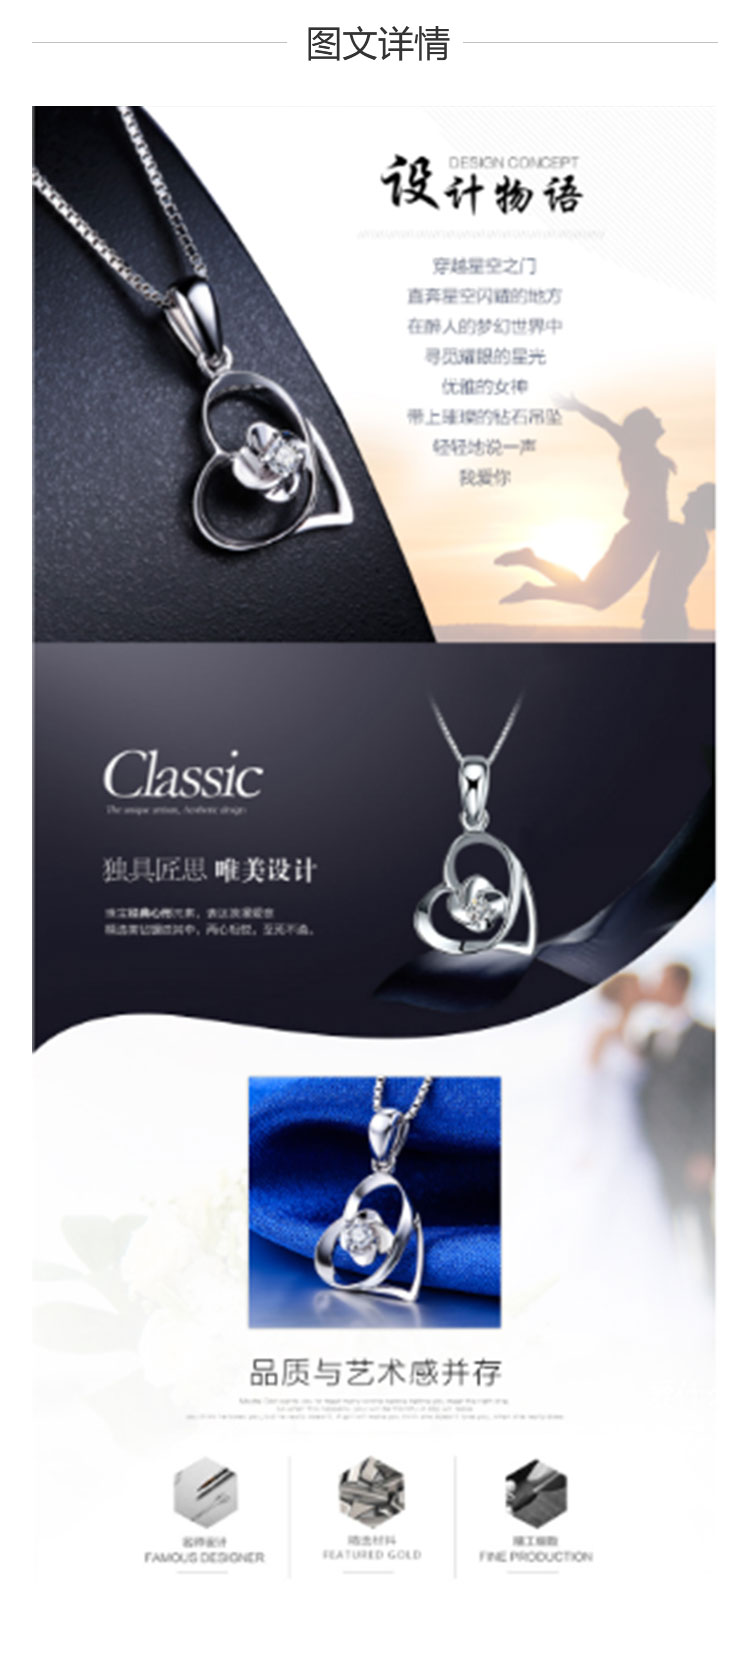 图文详情
DESIGN CONCEPT
设计物语
穿越星空之门
直奔星空闪耀的地方
在醉人的梦幻世界中
寻觅耀眼的星光
优雅的女神
带上璀璨的钻石吊坠
轻轻地说一声
我爱你
Classic
独具匠思 唯美设计
品质与艺术感并存
名师设计
FAMOUS DESIGNER
精选材料
FEATURED GOLD
精工细致
FINE PRODUCTION